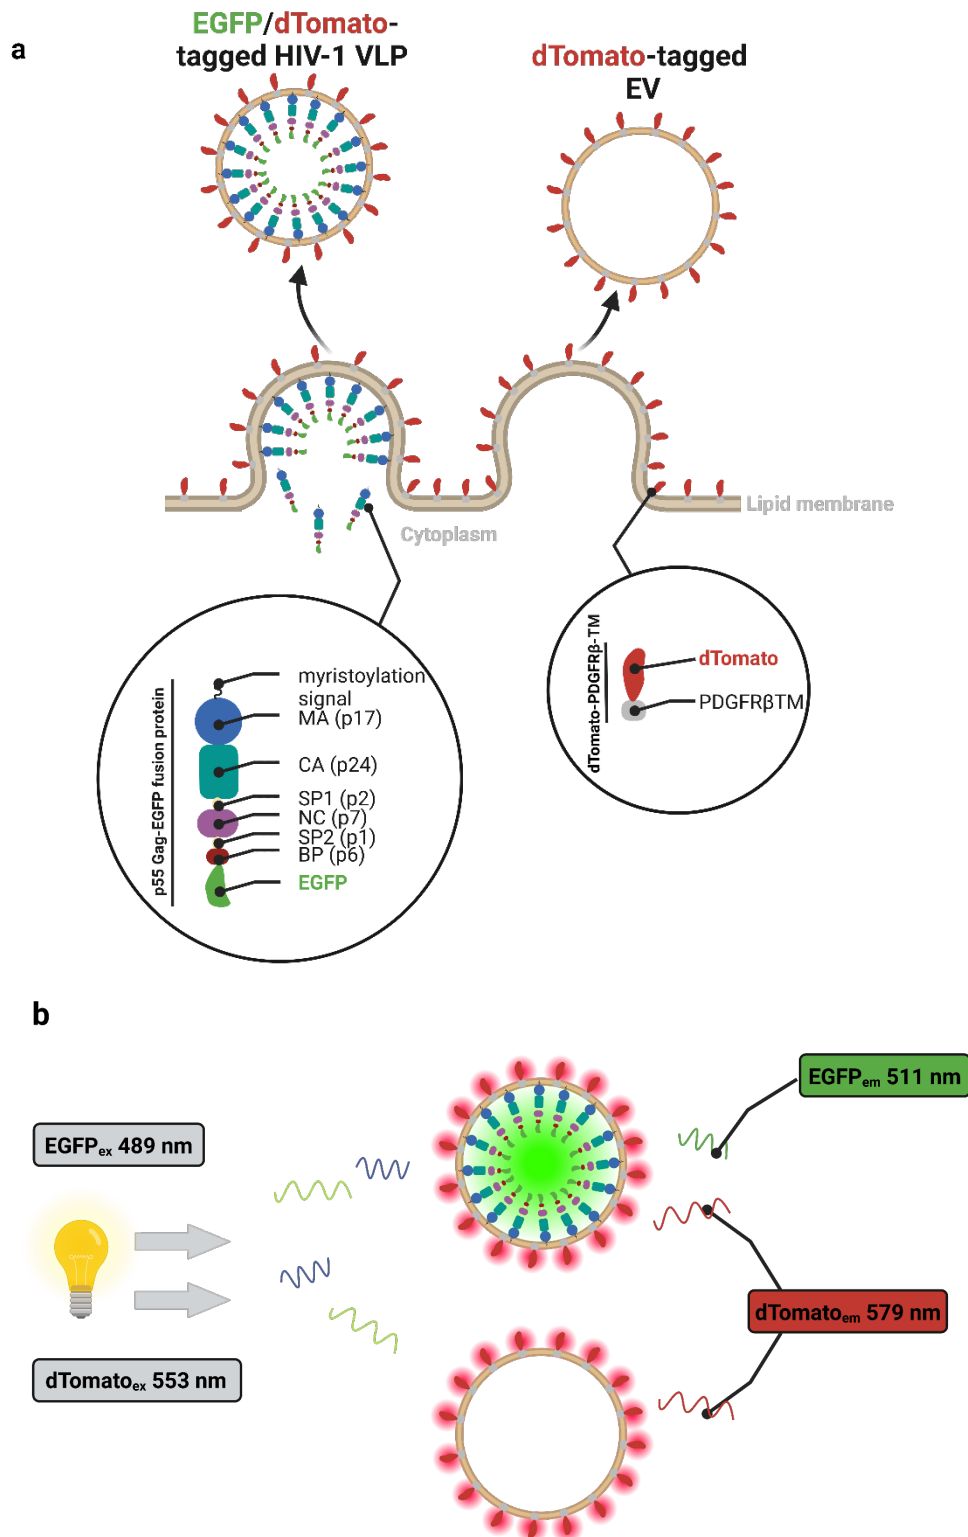 a
EGFP/dTomato-
tagged HIV-1 VLP
dTomato-tagged
EV
Lipid membrane
Cytoplasm
p55 Gag-EGFP fusion protein
myristoylation
signal
MA (p17)
CA (p24)
SP1 (p2)
NC (p7)
SP2 (p1)
BP (p6)
EGFP
dTomato-PDGFRβ-TM
dTomato
PDGFRβTM
b
EGFPem 511 nm
EGFPex 489 nm
dTomatoem 579 nm
dTomatoex 553 nm